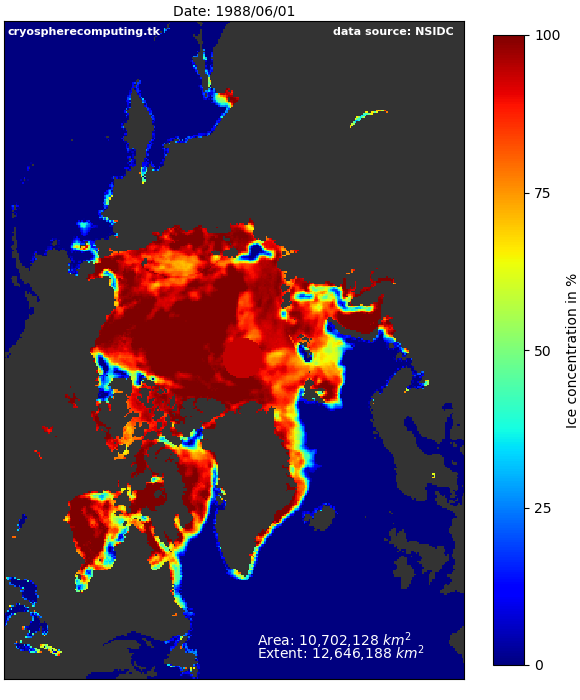 Date: 1988/06/01
cryospherecomputing.tk data source: NSIDC
100
75
50
25
0
Ice concentration in %
Area: 10,702,128 km²
Extent: 12,646,188 km²